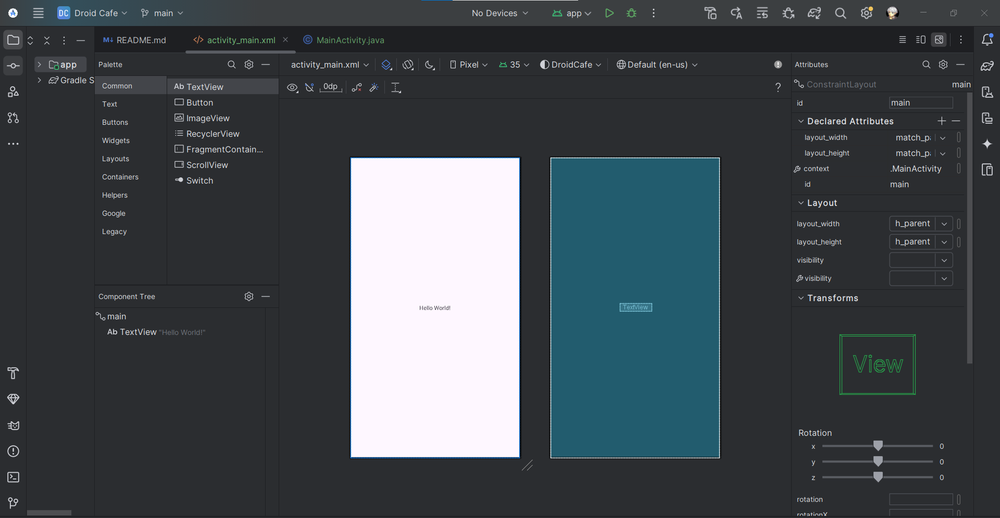 DC Droid Cafe
main
No Devices
app
README.md
activity_main.xml
MainActivity.java
app
Gradle S
Palette
Common
Text
Buttons
Widgets
Layouts
Containers
Helpers
Google
Legacy
Ab TextView
Button
ImageView
RecyclerView
FragmentContain...
ScrollView
Switch
Component Tree
main
Ab TextView "Hello World!"
activity_main.xml
Pixel
35
DroidCafe
Default (en-us)
0dp
?
Hello World!
TextView
Attributes
ConstraintLayout main
id main
Declared Attributes
layout_width match_pa
layout_height match_pa
context .MainActivity
id main
Layout
layout_width h_parent
layout_height h_parent
visibility
visibility
Transforms
View
Rotation
x 0
y 0
z 0
rotation
rotationX